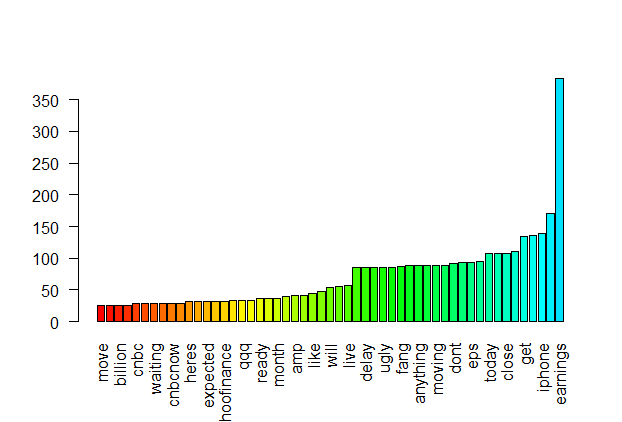 350
300
250
200
150
100
50
0
move
billion
cnbc
waiting
cnbcnow
heres
expected
hoofinance
qqq
ready
month
amp
like
will
live
delay
ugly
fang
anything
moving
dont
eps
today
close
get
iphone
earnings